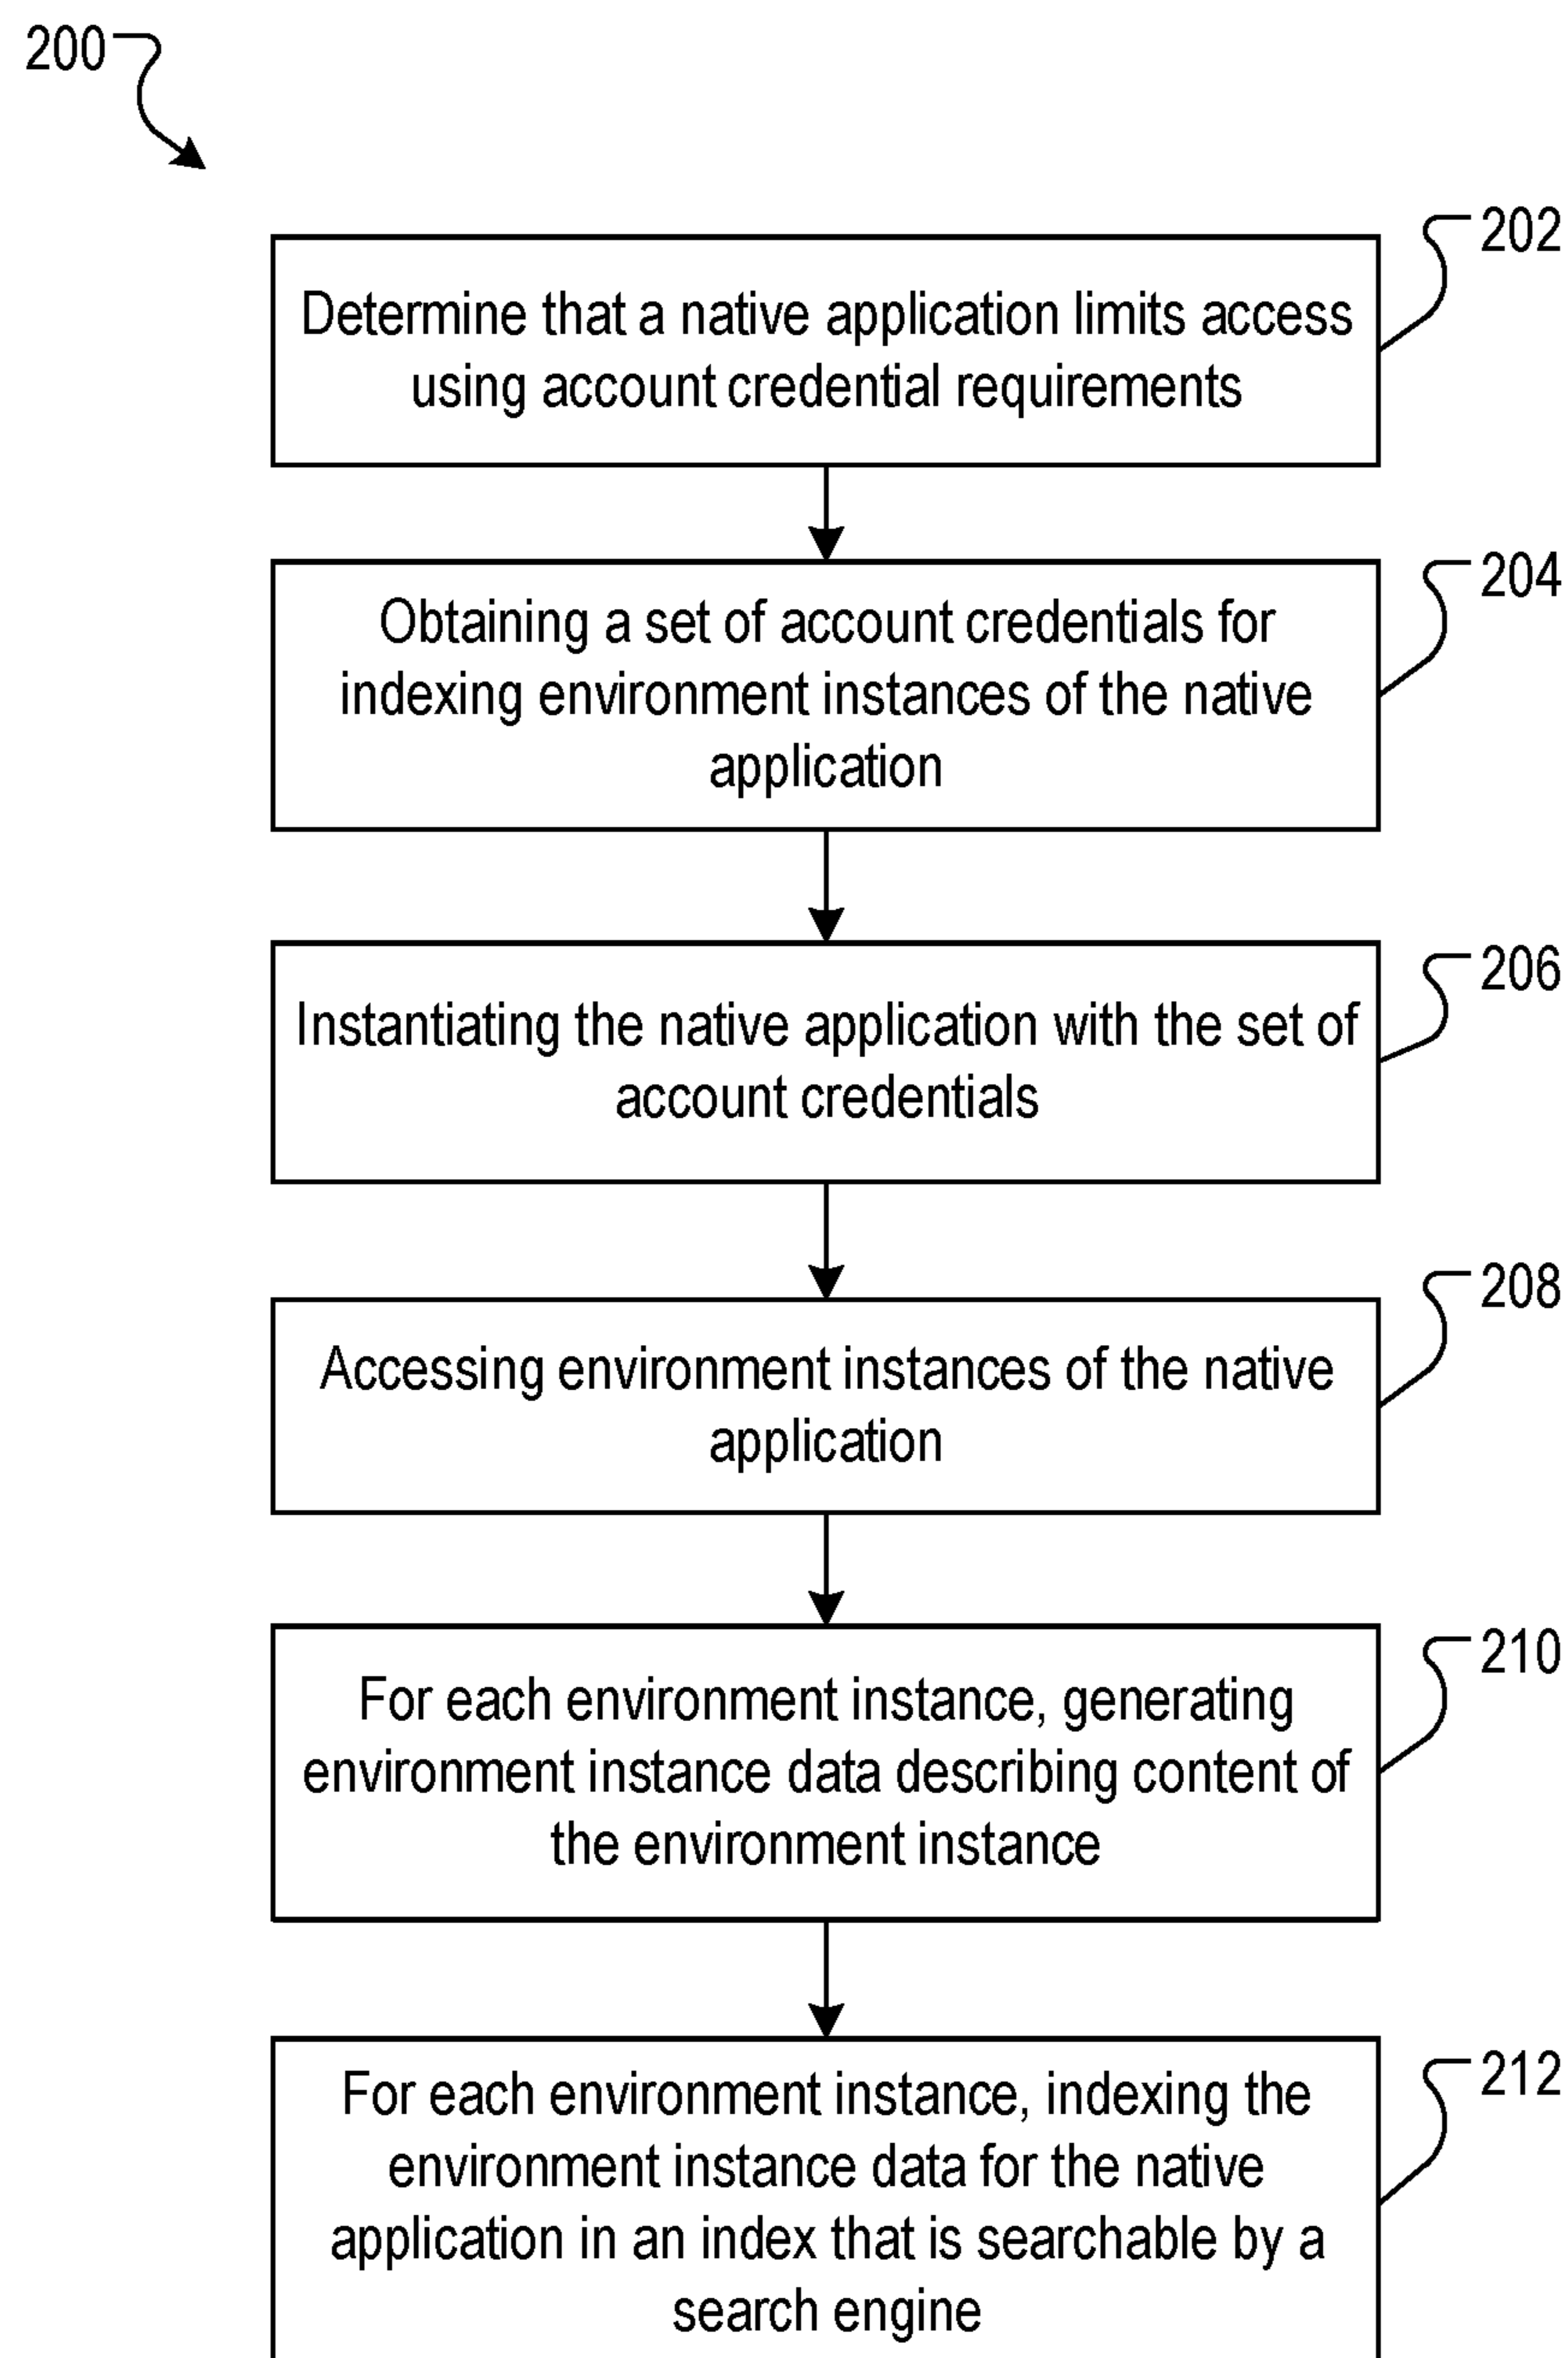 200
202
Determine that a native application limits access
using account credential requirements
204
Obtaining a set of account credentials for
indexing environment instances of the native
application
206
Instantiating the native application with the set of
account credentials
208
Accessing environment instances of the native
application
210
For each environment instance, generating
environment instance data describing content of
the environment instance
212
For each environment instance, indexing the
environment instance data for the native
application in an index that is searchable by a
search engine